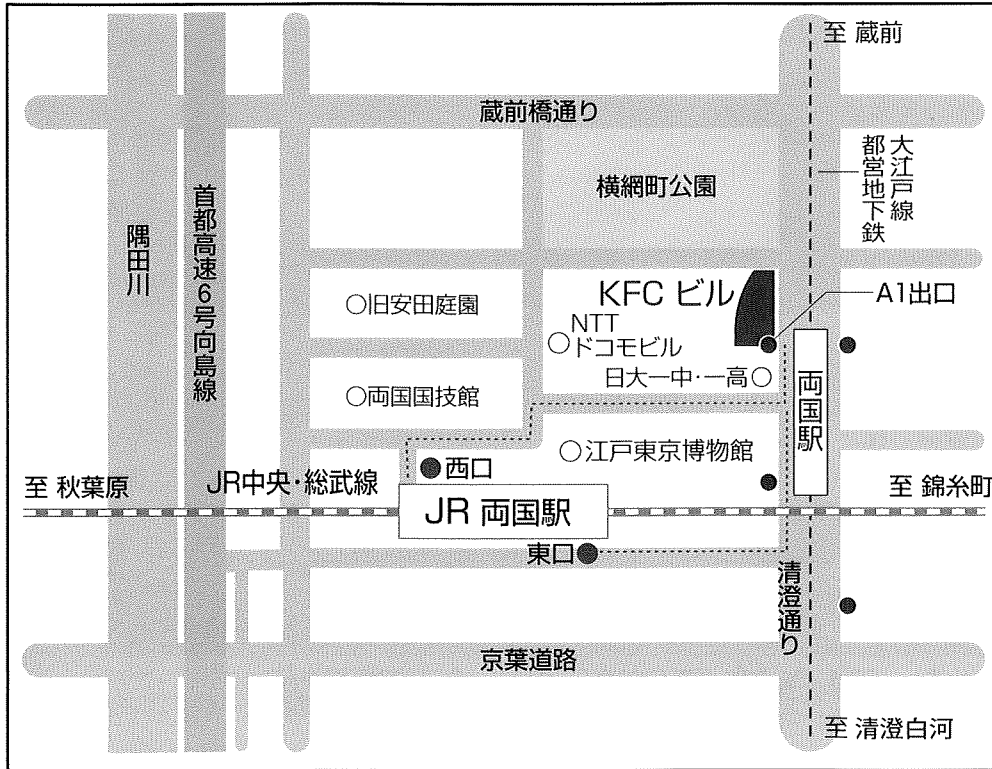 至 蔵前
蔵前橋通り
大江戸線
都営地下鉄
横網町公園
首都高速6号向島線
隅田川
KFC ビル
A1出口
○旧安田庭園
NTT
○ドコモビル
日大一中・一高○
両国駅
○両国国技館
○江戸東京博物館
西口
至 秋葉原
JR中央・総武線
JR 両国駅
至 錦糸町
東口
清澄通り
京葉道路
至 清澄白河